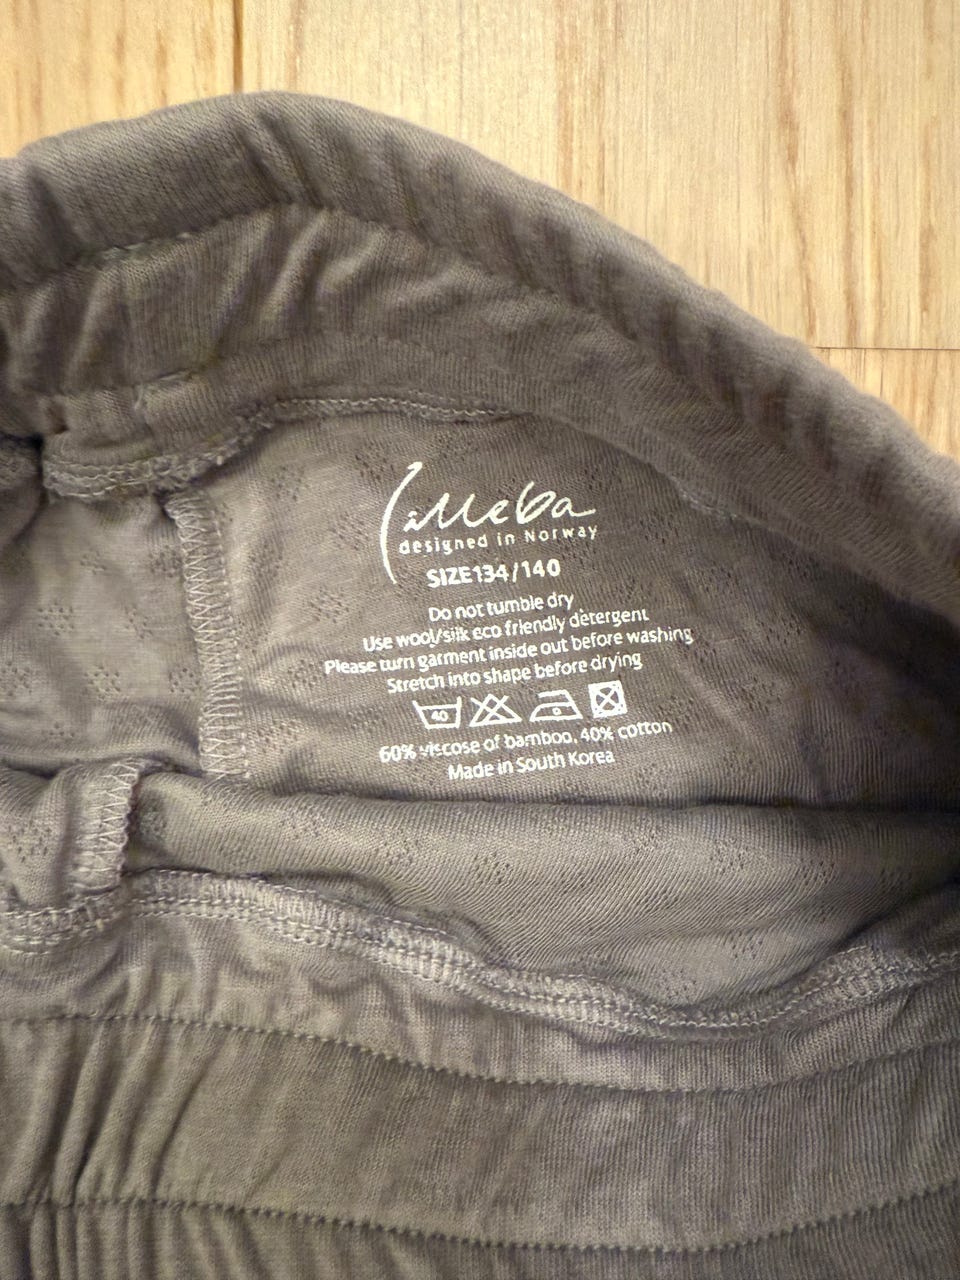 Lilleba
designed in Norway
SIZE134/140
Do not tumble dry
Use wool/silk eco friendly detergent
Please turn garment inside out before washing
Stretch into shape before drying
40
60% viscose of bamboo, 40% cotton
Made in South Korea